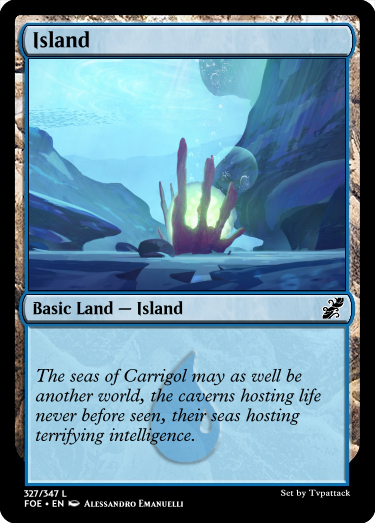 Island
Basic Land — Island
The seas of Carrigol may as well be
another world, the caverns hosting life
never before seen, their seas hosting
terrifying intelligence.
327/347 L
FOE • EN Alessandro Emanuelli
Set by Tvpattack